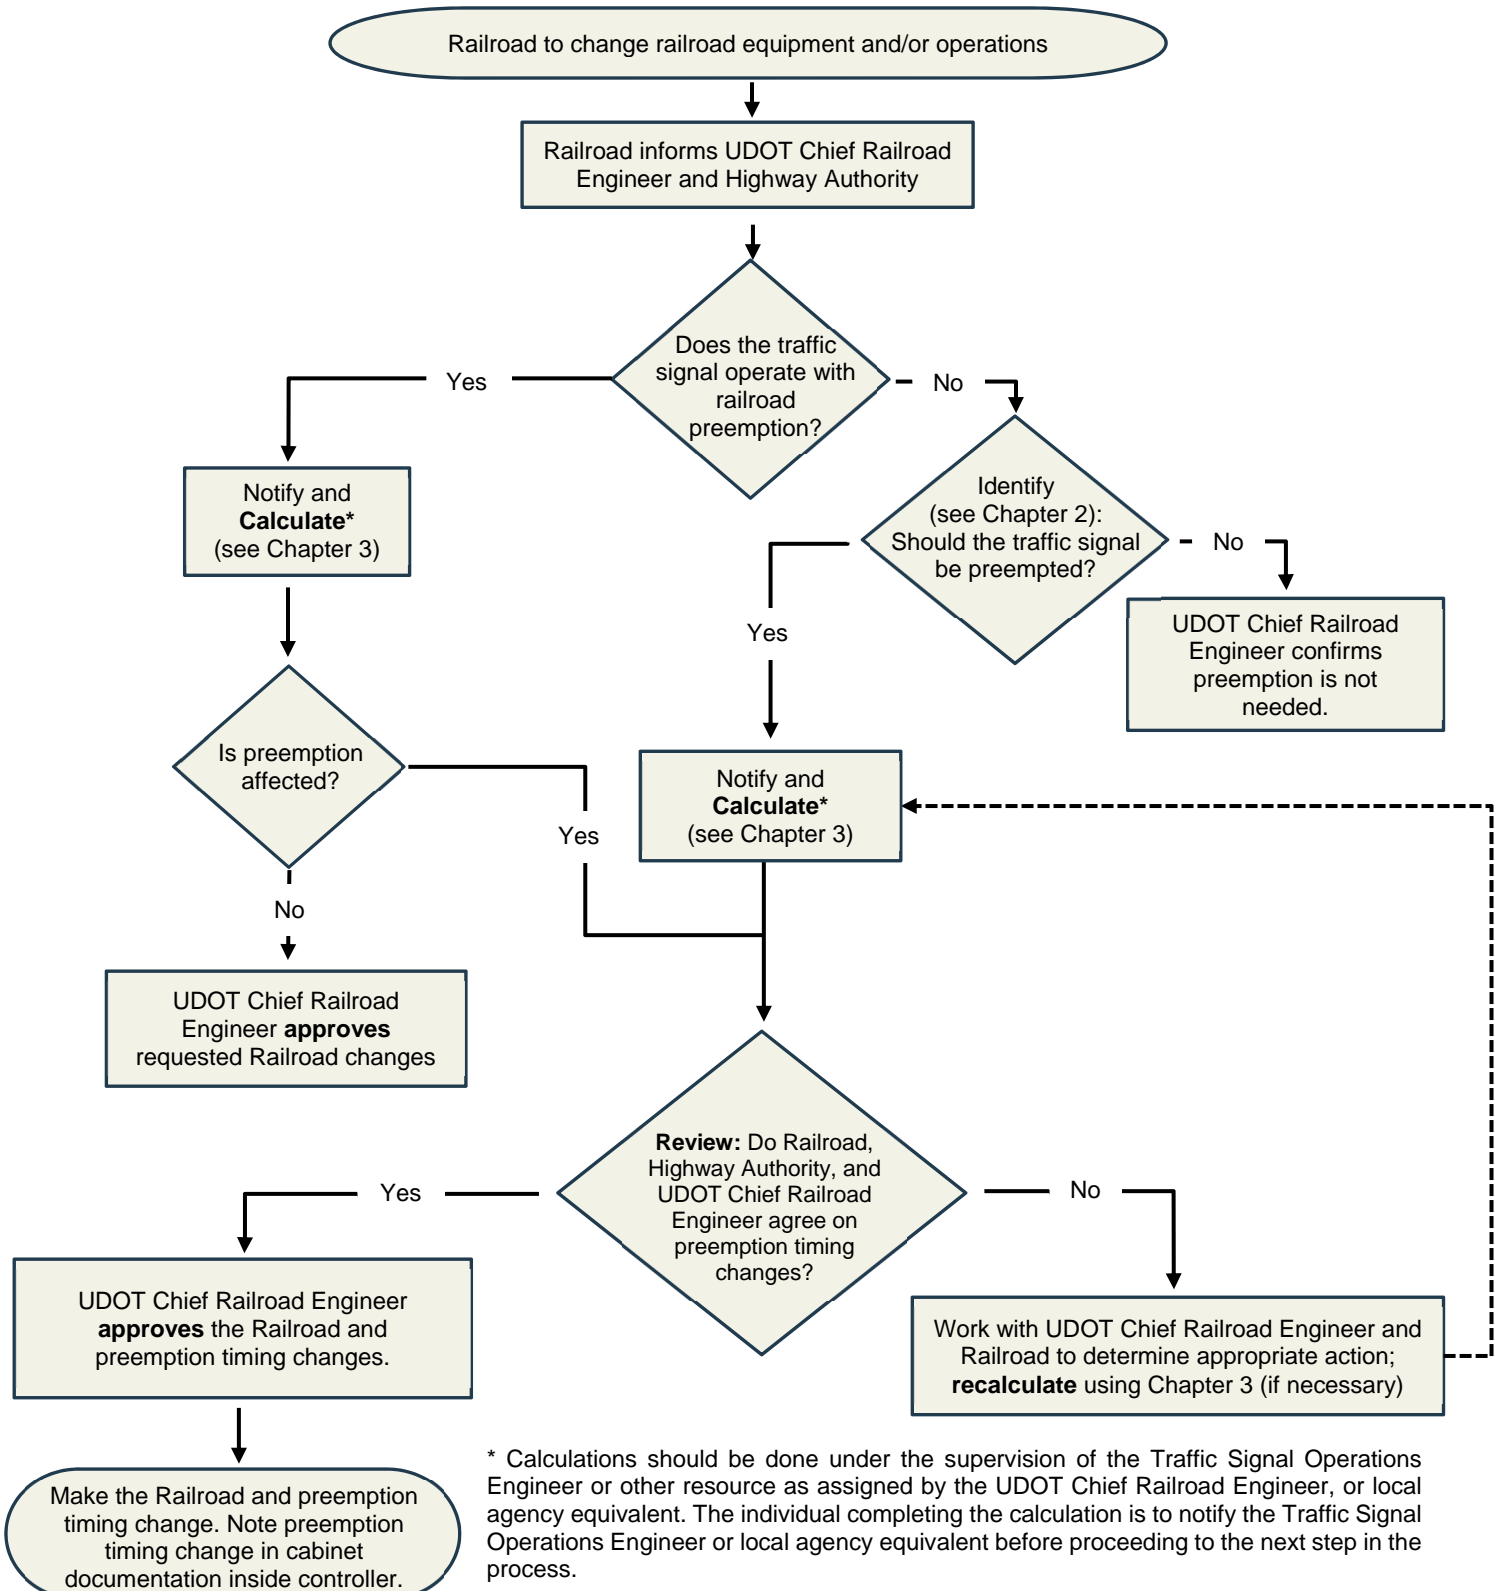 Railroad to change railroad equipment and/or operations
Railroad informs UDOT Chief Railroad
Engineer and Highway Authority
Does the traffic
signal operate with
railroad
preemption?
Yes
No
Notify and
Calculate*
(see Chapter 3)
Identify
(see Chapter 2):
Should the traffic signal
be preempted?
No
Yes
UDOT Chief Railroad
Engineer confirms
preemption is not
needed.
Is preemption
affected?
Yes
Notify and
Calculate*
(see Chapter 3)
No
UDOT Chief Railroad
Engineer approves
requested Railroad changes
Review: Do Railroad,
Highway Authority, and
UDOT Chief Railroad
Engineer agree on
preemption timing
changes?
Yes
No
UDOT Chief Railroad Engineer
approves the Railroad and
preemption timing changes.
Work with UDOT Chief Railroad Engineer and
Railroad to determine appropriate action;
recalculate using Chapter 3 (if necessary)
Make the Railroad and preemption
timing change. Note preemption
timing change in cabinet
documentation inside controller.
* Calculations should be done under the supervision of the Traffic Signal Operations
Engineer or other resource as assigned by the UDOT Chief Railroad Engineer, or local
agency equivalent. The individual completing the calculation is to notify the Traffic Signal
Operations Engineer or local agency equivalent before proceeding to the next step in the
process.